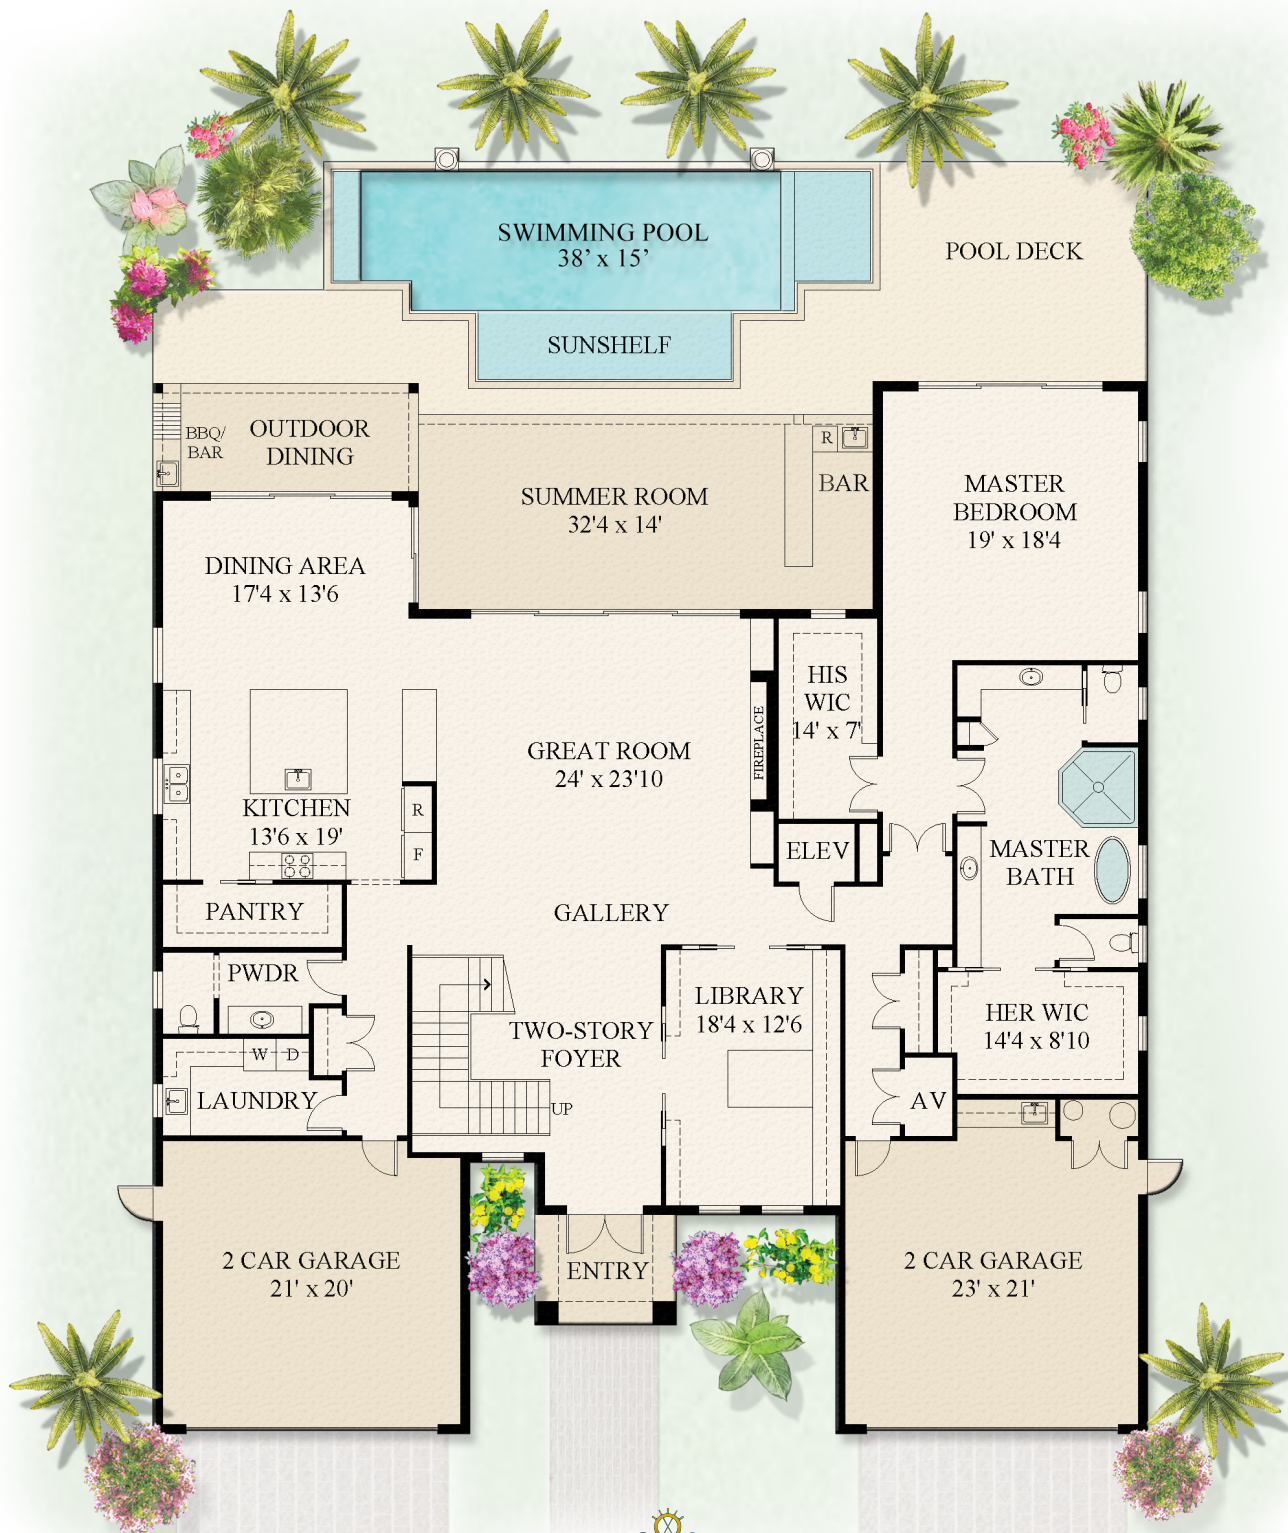 SWIMMING POOL
38’ x 15’
POOL DECK
SUNSHELF
BBQ/
BAR
OUTDOOR
DINING
R
BAR
SUMMER ROOM
32'4 x 14'
MASTER
BEDROOM
19' x 18'4
DINING AREA
17'4 x 13'6
HIS
WIC
14' x 7'
FIREPLACE
GREAT ROOM
24' x 23'10
KITCHEN
13'6 x 19'
R
F
ELEV
MASTER
BATH
PANTRY
GALLERY
PWDR
LIBRARY
18'4 x 12'6
HER WIC
14'4 x 8'10
TWO-STORY
FOYER
W
D
LAUNDRY
UP
AV
2 CAR GARAGE
21' x 20'
ENTRY
2 CAR GARAGE
23' x 21'